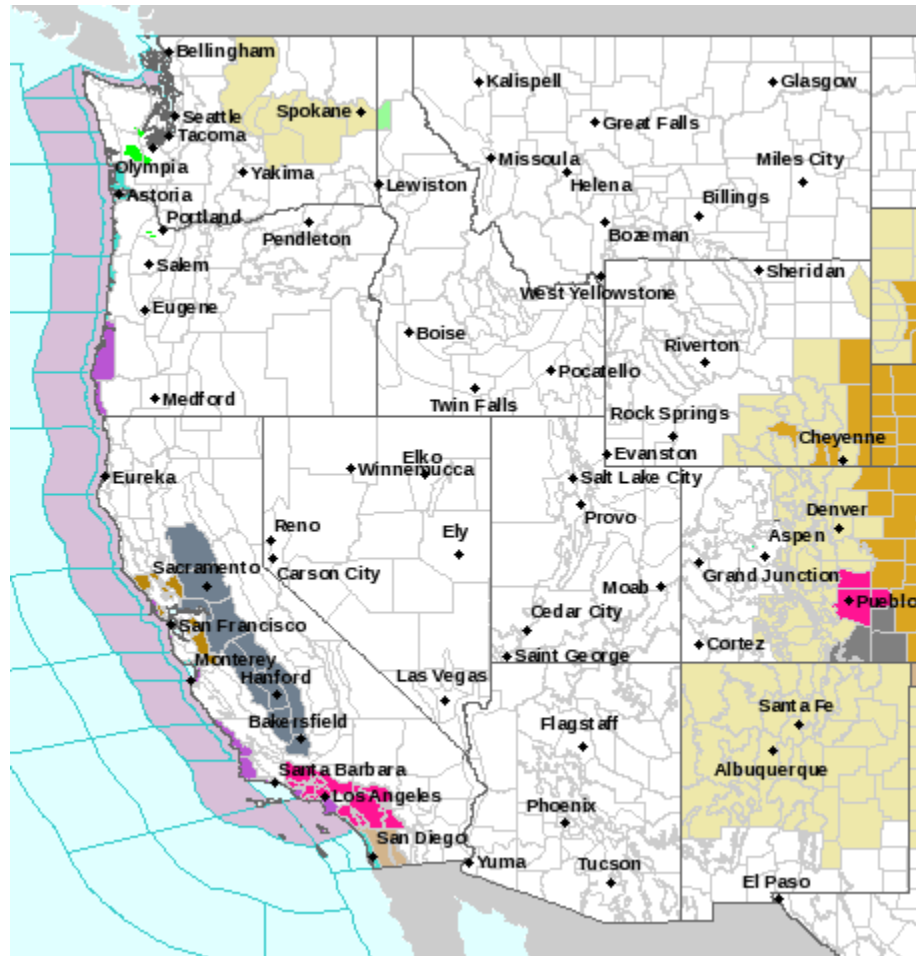 Bellingham
Kalispell
Glasgow
Seattle
Spokane
Great Falls
Tacoma
Olympia
Yakima
Missoula
Miles City
Helena
Astoria
Lewiston
Billings
Portland
Pendleton
Bozeman
Salem
Sheridan
West Yellowstone
Eugene
Boise
Riverton
Pocatello
Medford
Twin Falls
Rock Springs
Cheyenne
Elko
Evanston
Eureka
Winnemucca
Salt Lake City
Provo
Denver
Reno
Ely
Aspen
Sacramento
Carson City
Grand Junction
Moab
Pueblo
San Francisco
Cedar City
Cortez
Saint George
Monterey
Hanford
Las Vegas
Santa Fe
Bakersfield
Flagstaff
Albuquerque
Santa Barbara
Los Angeles
Phoenix
San Diego
Yuma
Tucson
El Paso